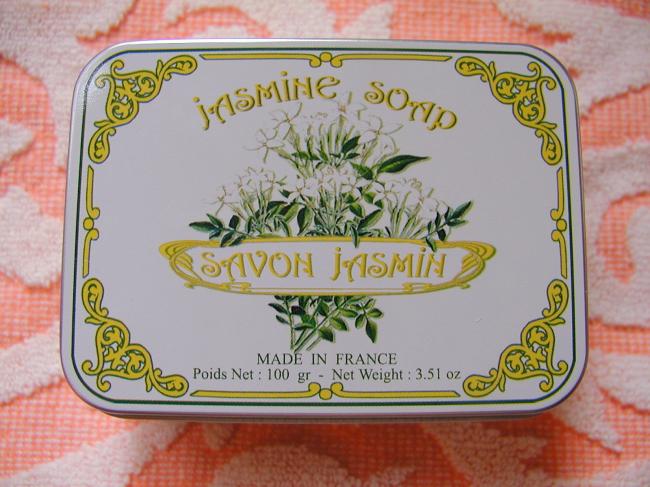 JASMINE SOAP
SAVON JASMIN
MADE IN FRANCE
Poids Net : 100 gr - Net Weight : 3.51 oz